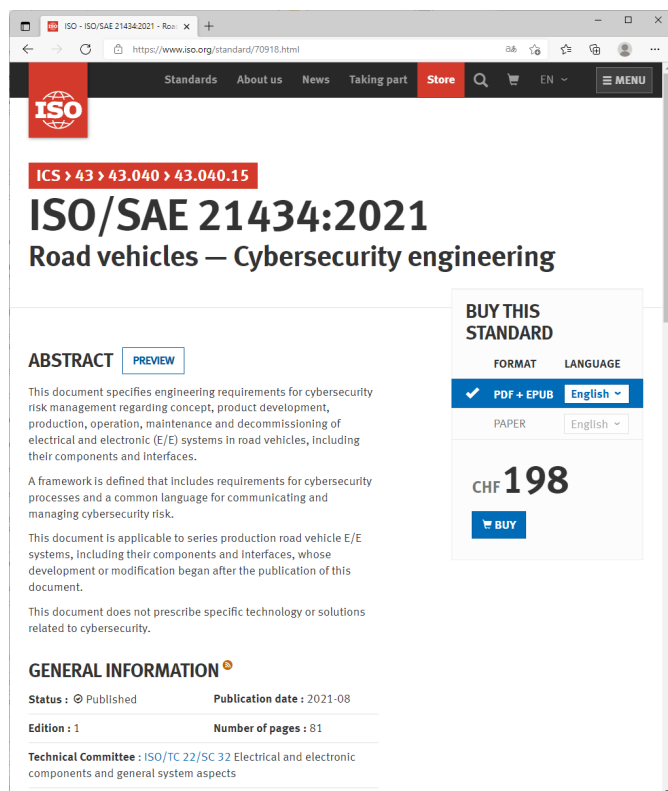 ISO - ISO/SAE 21434:2021 - Roa
https://www.iso.org/standard/70918.html
ISO
Standards About us News Taking part Store EN MENU
ICS › 43 › 43.040 › 43.040.15
ISO/SAE 21434:2021
Road vehicles — Cybersecurity engineering
ABSTRACT PREVIEW
This document specifies engineering requirements for cybersecurity
risk management regarding concept, product development,
production, operation, maintenance and decommissioning of
electrical and electronic (E/E) systems in road vehicles, including
their components and interfaces.
A framework is defined that includes requirements for cybersecurity
processes and a common language for communicating and
managing cybersecurity risk.
This document is applicable to series production road vehicle E/E
systems, including their components and interfaces, whose
development or modification began after the publication of this
document.
This document does not prescribe specific technology or solutions
related to cybersecurity.
GENERAL INFORMATION
Status : Published Publication date : 2021-08
Edition : 1 Number of pages : 81
Technical Committee : ISO/TC 22/SC 32 Electrical and electronic
components and general system aspects
BUY THIS
STANDARD
FORMAT LANGUAGE
PDF + EPUB English
PAPER English
CHF 198
BUY